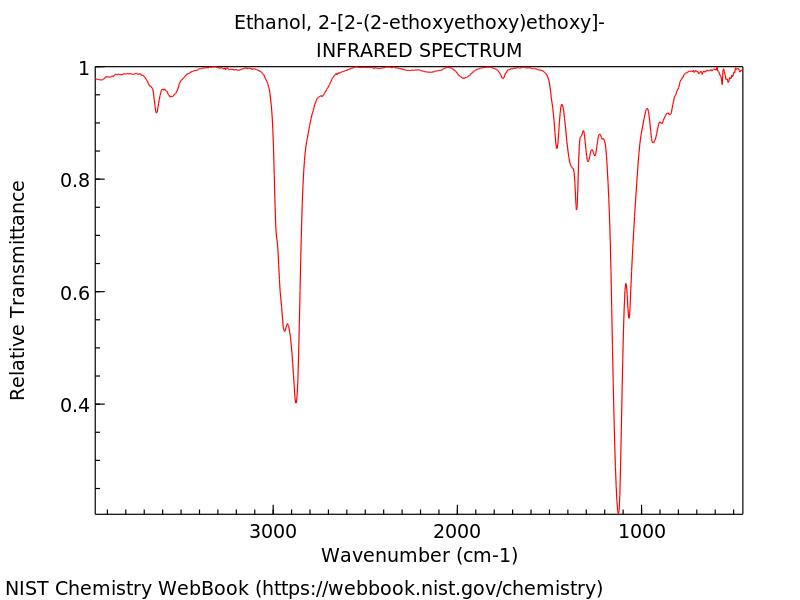 Ethanol, 2-[2-(2-ethoxyethoxy)ethoxy]-
INFRARED SPECTRUM
1
0.8
0.6
0.4
Relative Transmittance
3000 2000 1000
Wavenumber (cm-1)
NIST Chemistry WebBook (https://webbook.nist.gov/chemistry)